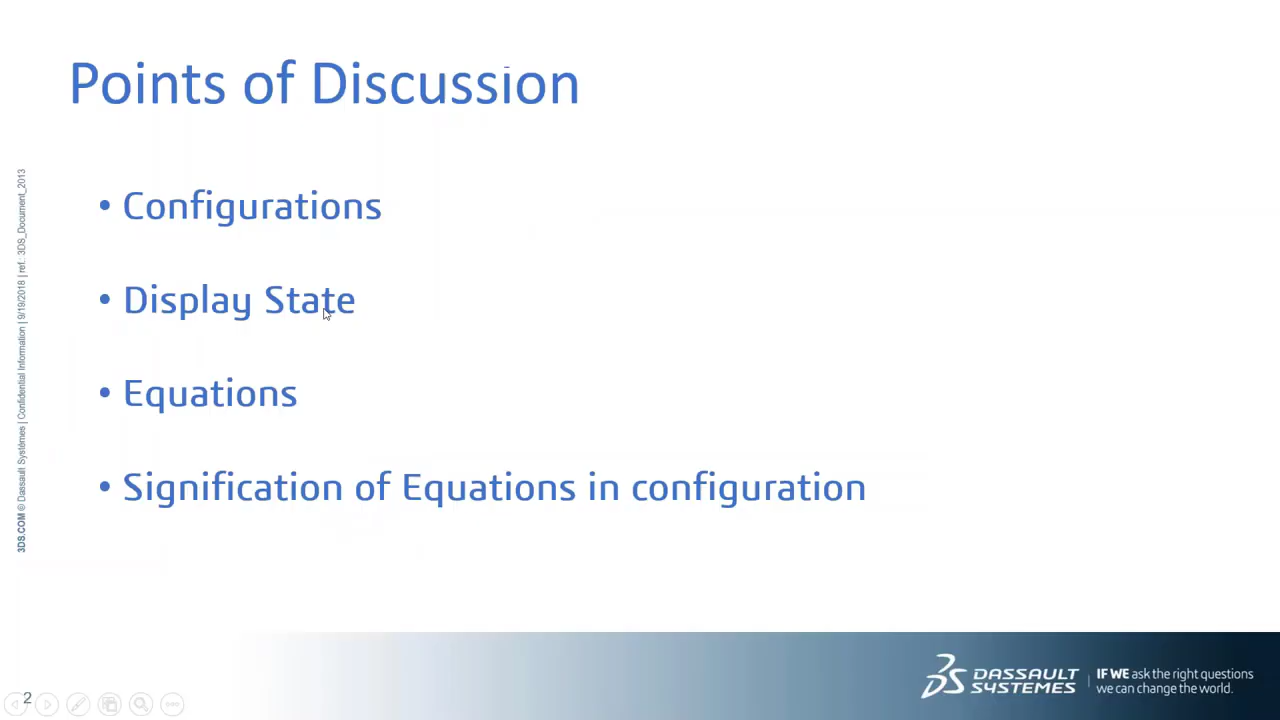 Points of Discussion
• Configurations
• Display State
• Equations
• Signification of Equations in configuration
3DS.COM © Dassault Systèmes | Confidential Information | 9/19/2018 | ref.: 3DS_Document_2013
2
DASSAULT SYSTEMES
IF WE ask the right questions
we can change the world.